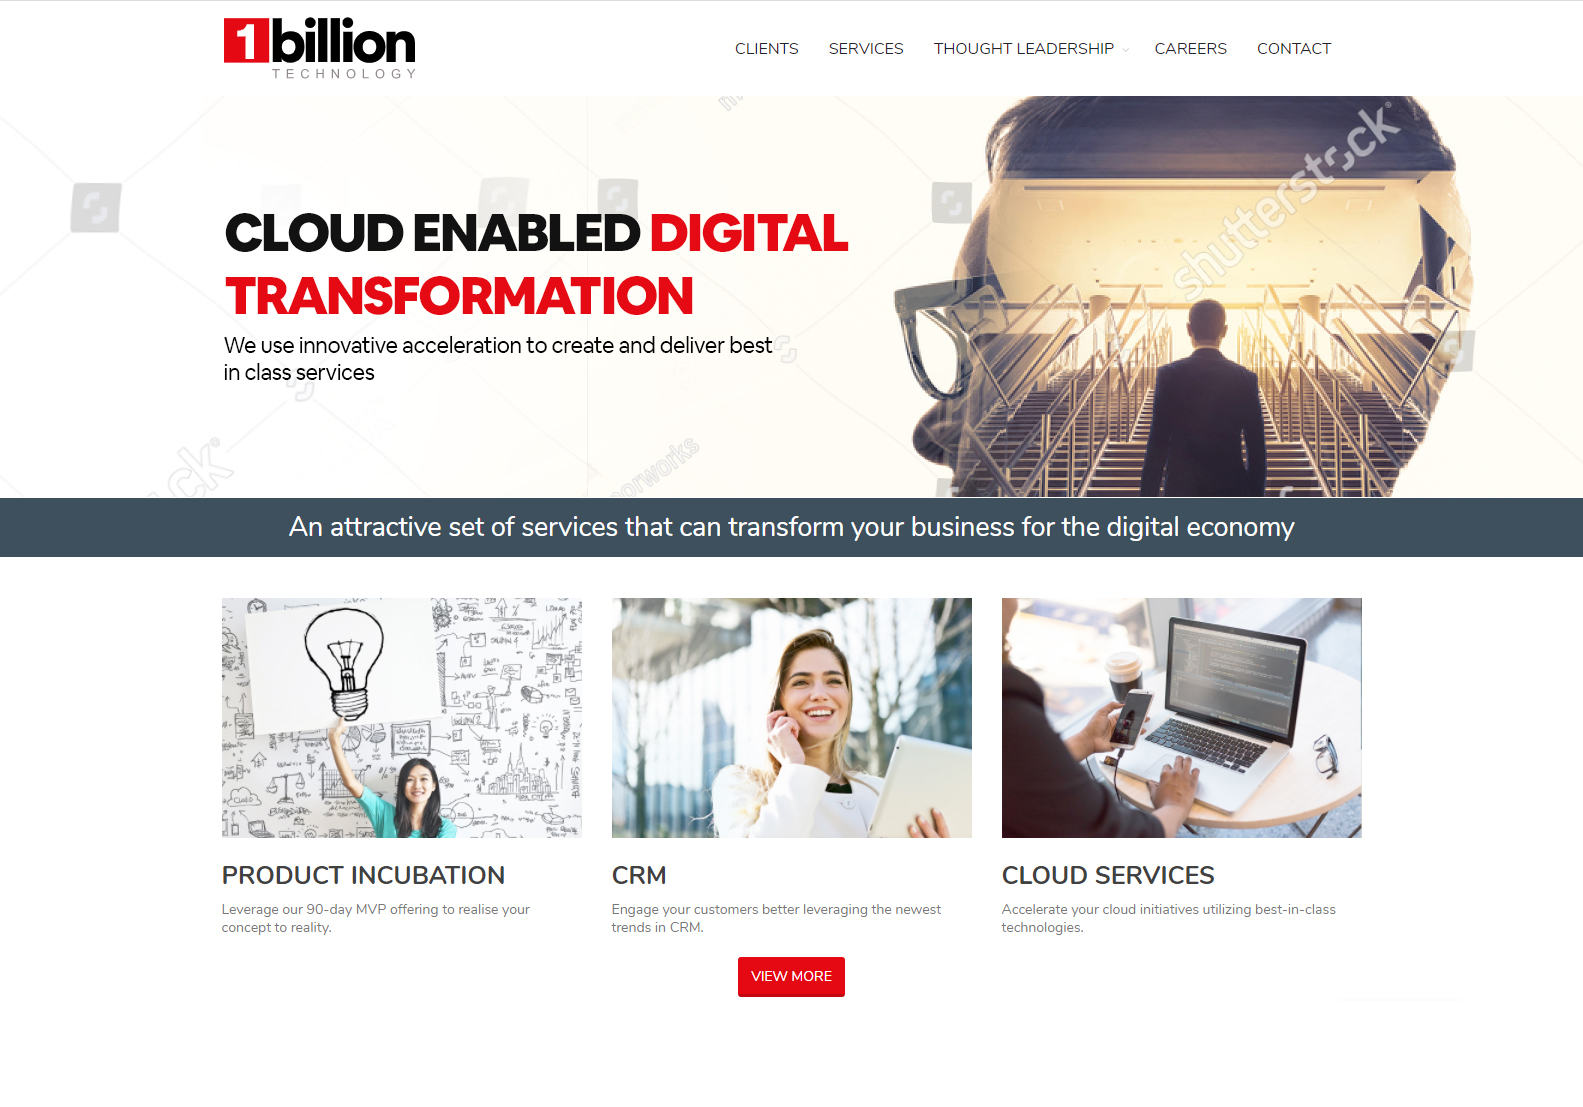 1billion
TECHNOLOGY
CLIENTS SERVICES THOUGHT LEADERSHIP CAREERS CONTACT
CLOUD ENABLED DIGITAL
TRANSFORMATION
We use innovative acceleration to create and deliver best
in class services
shutterstock
An attractive set of services that can transform your business for the digital economy
PRODUCT INCUBATION
Leverage our 90-day MVP offering to realise your
concept to reality.
CRM
Engage your customers better leveraging the newest
trends in CRM.
CLOUD SERVICES
Accelerate your cloud initiatives utilizing best-in-class
technologies.
VIEW MORE